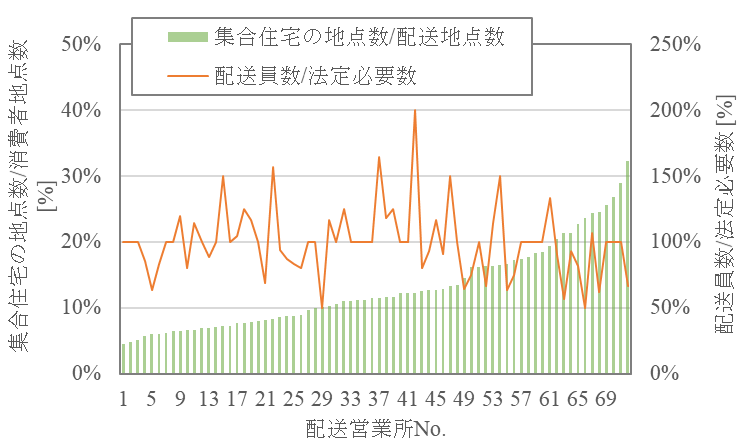 集合住宅の地点数/配送地点数
配送員数/法定必要数
集合住宅の地点数/消費者地点数
[%]
50%
40%
30%
20%
10%
0%
250%
200%
150%
100%
50%
0%
配送員数/法定必要数 [%]
1 5 9 13 17 21 25 29 33 37 41 45 49 53 57 61 65 69
配送営業所No.